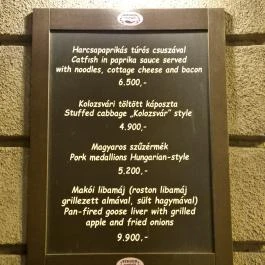 Harcsapaprikás túrós csuszával
Catfish in paprika sauce served
with noodles, cottage cheese and bacon
6.500,-
Kolozsvári töltött káposzta
Stuffed cabbage „Kolozsvár" style
4.900,-
Magyaros szűzérmék
Pork medallions Hungarian-style
5.200,-
Makói libamáj (roston libamáj
grillezett almával, sült hagymával)
Pan-fired goose liver with grilled
apple and fried onions
9.900,-